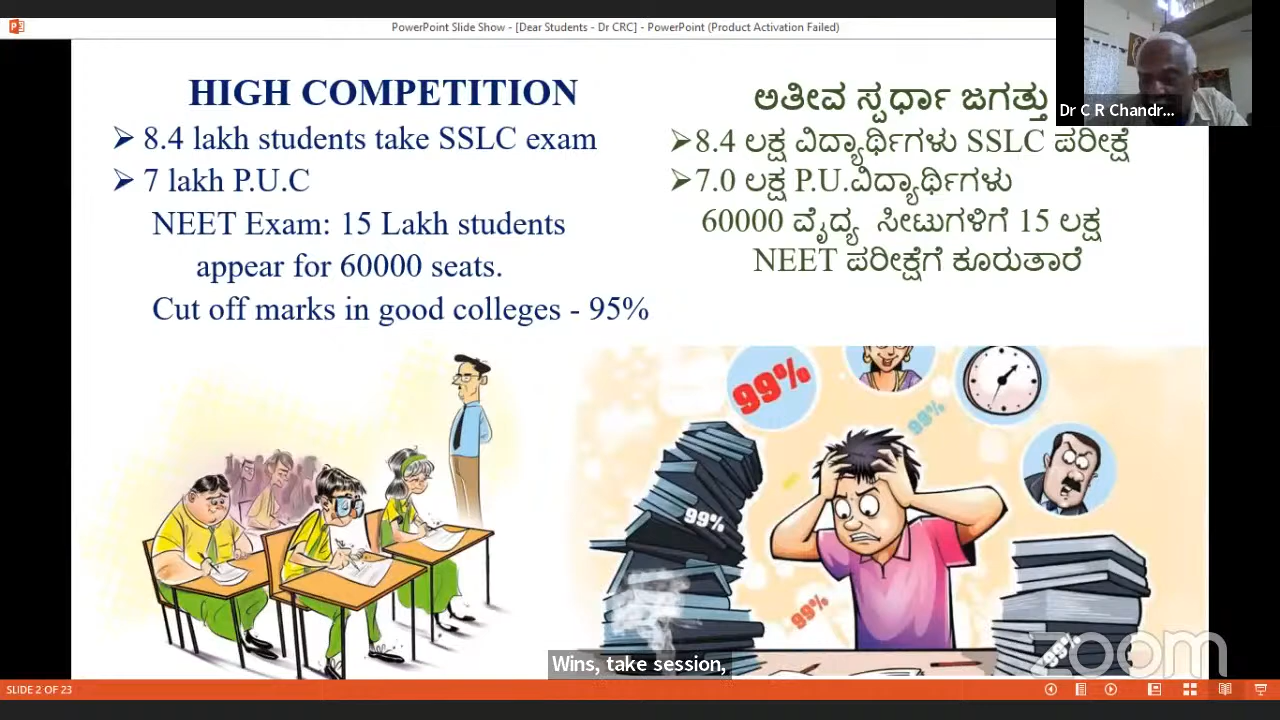 PowerPoint Slide Show - [Dear Students - Dr CRC] - PowerPoint (Product Activation Failed)
HIGH COMPETITION
➢ 8.4 lakh students take SSLC exam
➢ 7 lakh P.U.C
NEET Exam: 15 Lakh students
appear for 60000 seats.
Cut off marks in good colleges - 95%
ಅತೀವ ಸ್ಪರ್ಧಾ ಜಗತ್ತು
➢8.4 ಲಕ್ಷ ವಿದ್ಯಾರ್ಥಿಗಳು SSLC ಪರೀಕ್ಷೆ
➢7.0 ಲಕ್ಷ P.U.ವಿದ್ಯಾರ್ಥಿಗಳು
60000 ವೈದ್ಯ ಸೀಟುಗಳಿಗೆ 15 ಲಕ್ಷ
NEET ಪರೀಕ್ಷೆಗೆ ಕೂರುತಾರೆ
Dr C R Chandr...
99%
99%
99%
99%
99%
zoom
Wins, take session,
SLIDE 2 OF 23